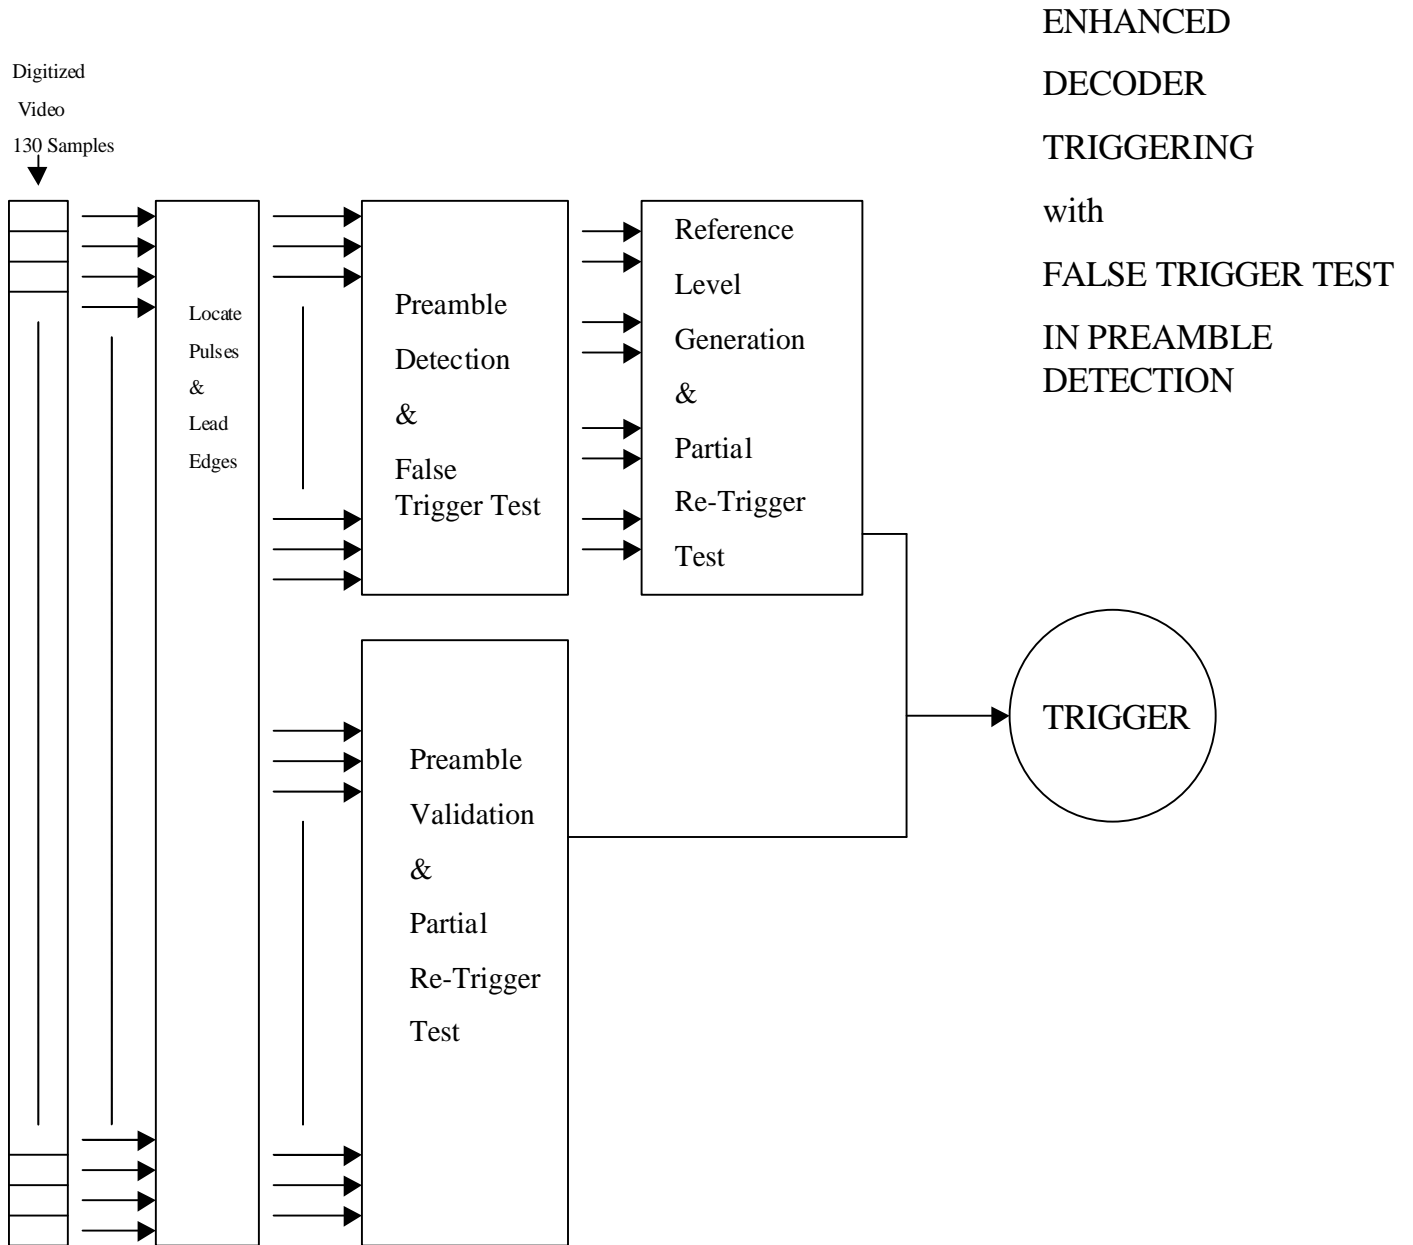 ENHANCED
DECODER
TRIGGERING
with
FALSE TRIGGER TEST
IN PREAMBLE
DETECTION
Digitized
Video
130 Samples
Locate
Pulses
&
Lead
Edges
Preamble
Detection
&
False
Trigger Test
Reference
Level
Generation
&
Partial
Re-Trigger
Test
Preamble
Validation
&
Partial
Re-Trigger
Test
TRIGGER